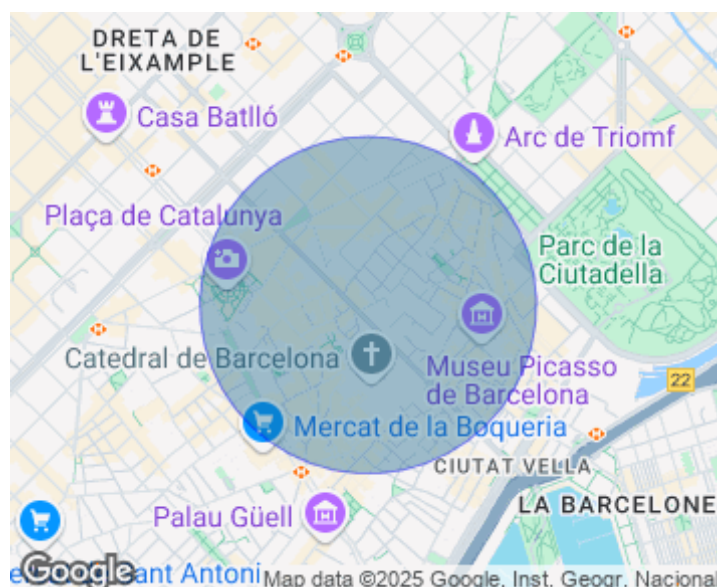 DRETA DE
L'EIXAMPLE
Casa Batlló
Arc de Triomf
Plaça de Catalunya
Parc de la
Ciutadella
Catedral de Barcelona
Museu Picasso
de Barcelona
22
Mercat de la Boqueria
CIUTAT VELLA
LA BARCELONE
Palau Güell
Google
ant Antoni
Map data ©2025 Google, Inst. Geogr. Nacional